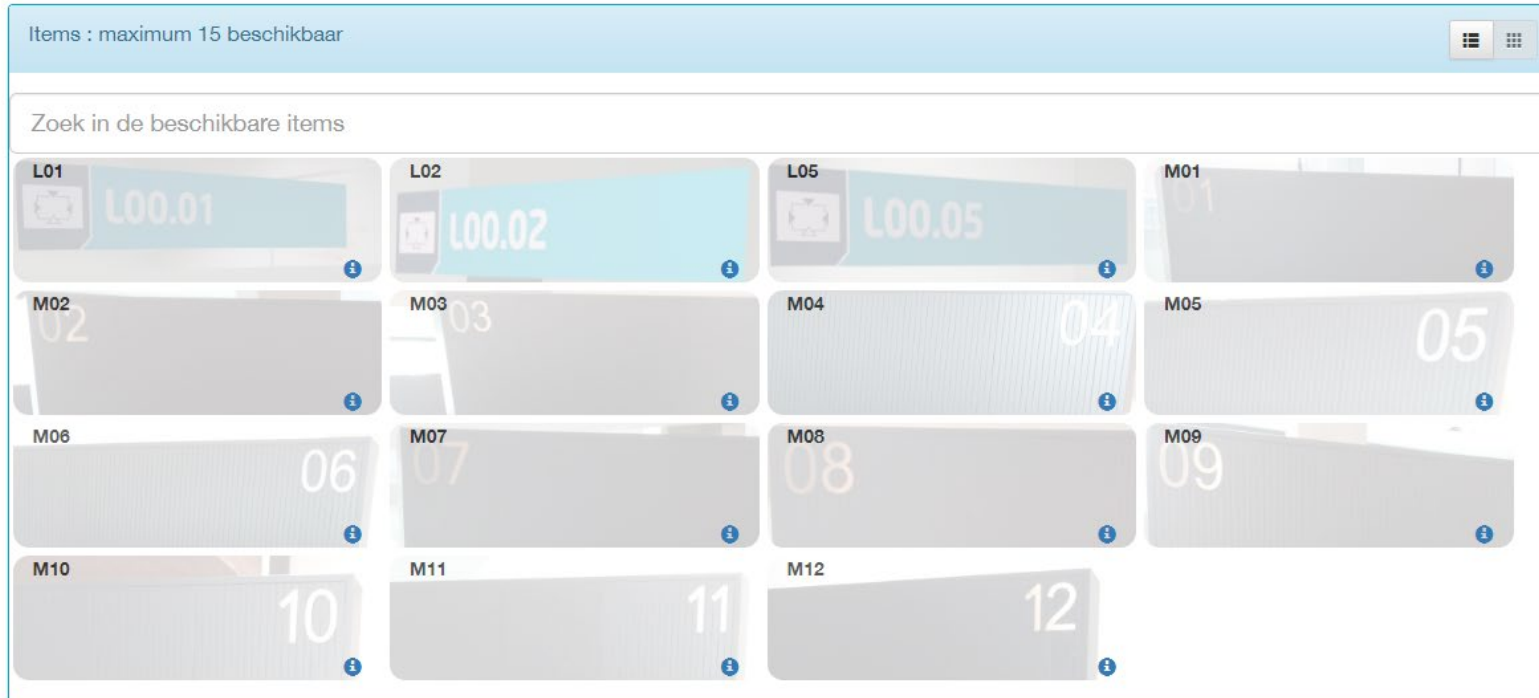 Items : maximum 15 beschikbaar
Zoek in de beschikbare items
L01
L00.01
L02
L00.02
L05
L00.05
M01
01
M02
02
M03
03
M04
04
M05
05
M06
06
M07
07
M08
08
M09
09
M10
10
M11
11
M12
12